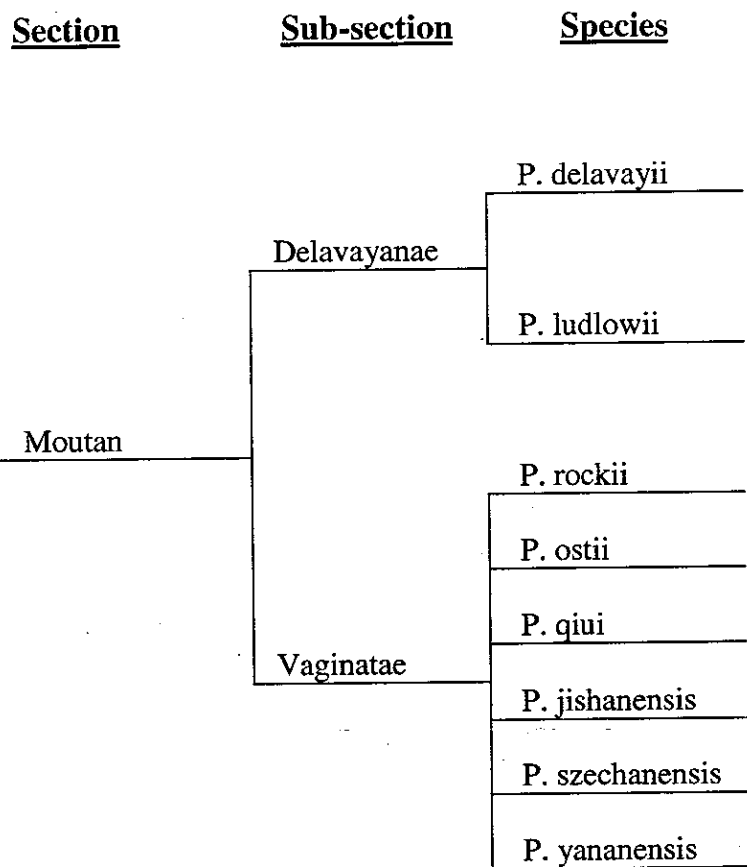 Section Sub-section Species
P. delavayii
Delavayanae
P. ludlowii
Moutan
P. rockii
P. ostii
P. qiui
Vaginatae
P. jishanensis
P. szechanensis
P. yananensis